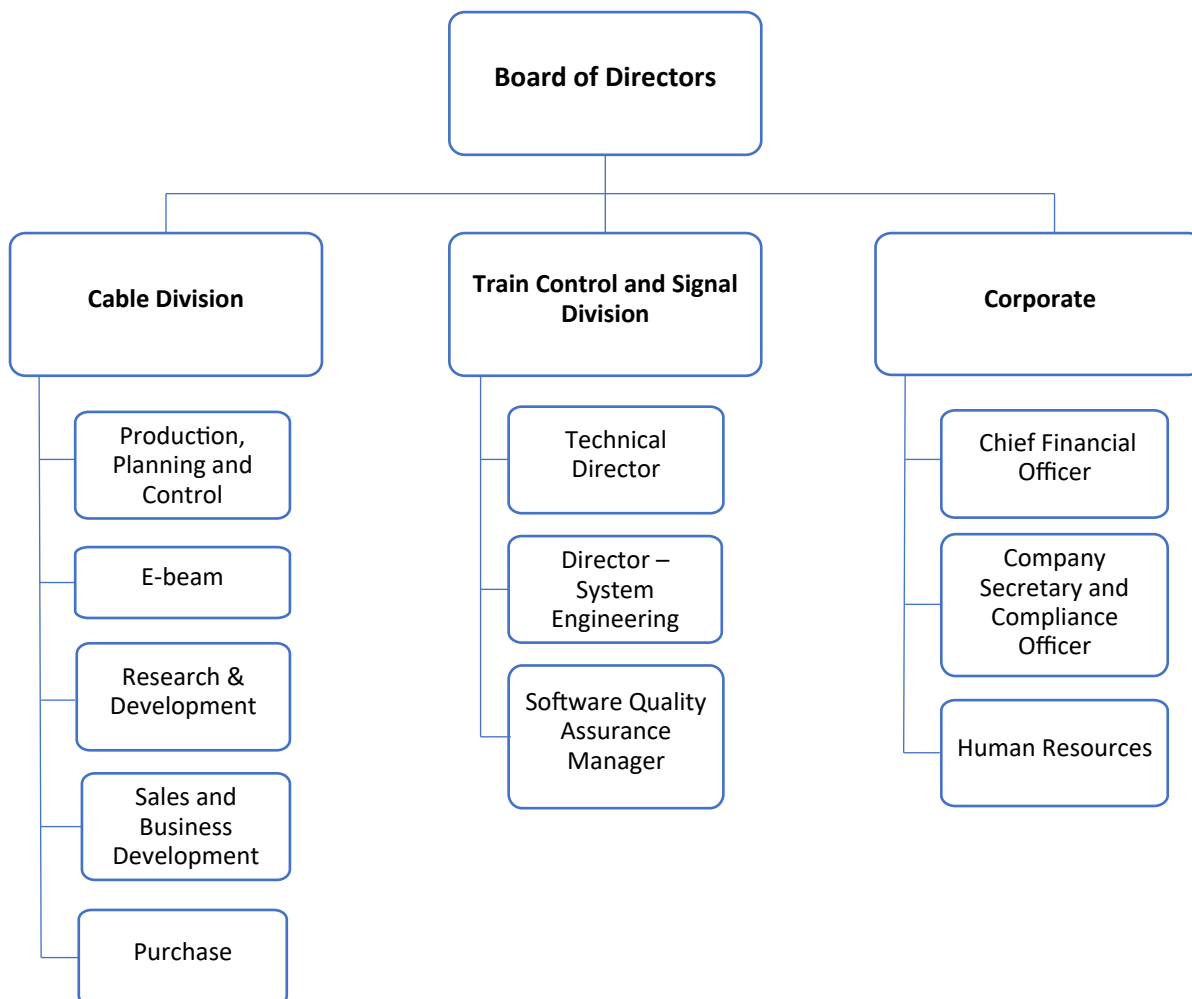 Board of Directors
Cable Division
Train Control and Signal
Division
Corporate
Production,
Planning and
Control
E-beam
Research &
Development
Sales and
Business
Development
Purchase
Technical
Director
Director –
System
Engineering
Software Quality
Assurance
Manager
Chief Financial
Officer
Company
Secretary and
Compliance
Officer
Human Resources